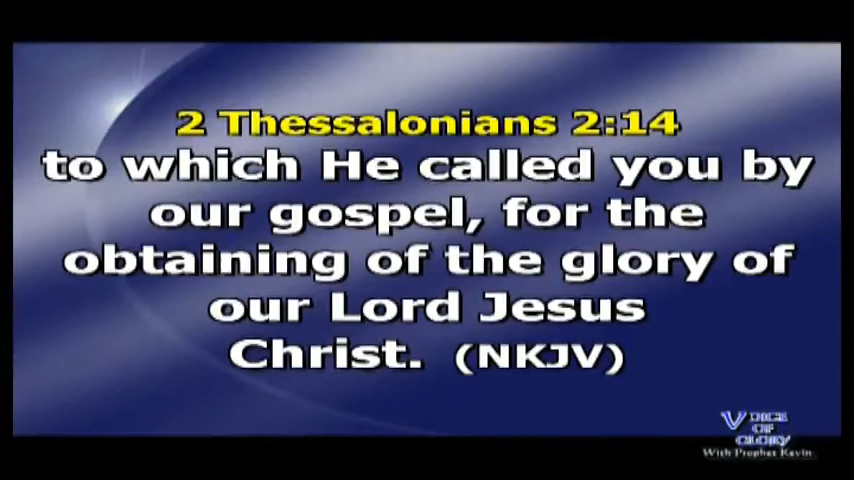 2 Thessalonians 2:14
to which He called you by
our gospel, for the
obtaining of the glory of
our Lord Jesus
Christ. (NKJV)
VOICE
OF
GLORY
With Prophet Kevin